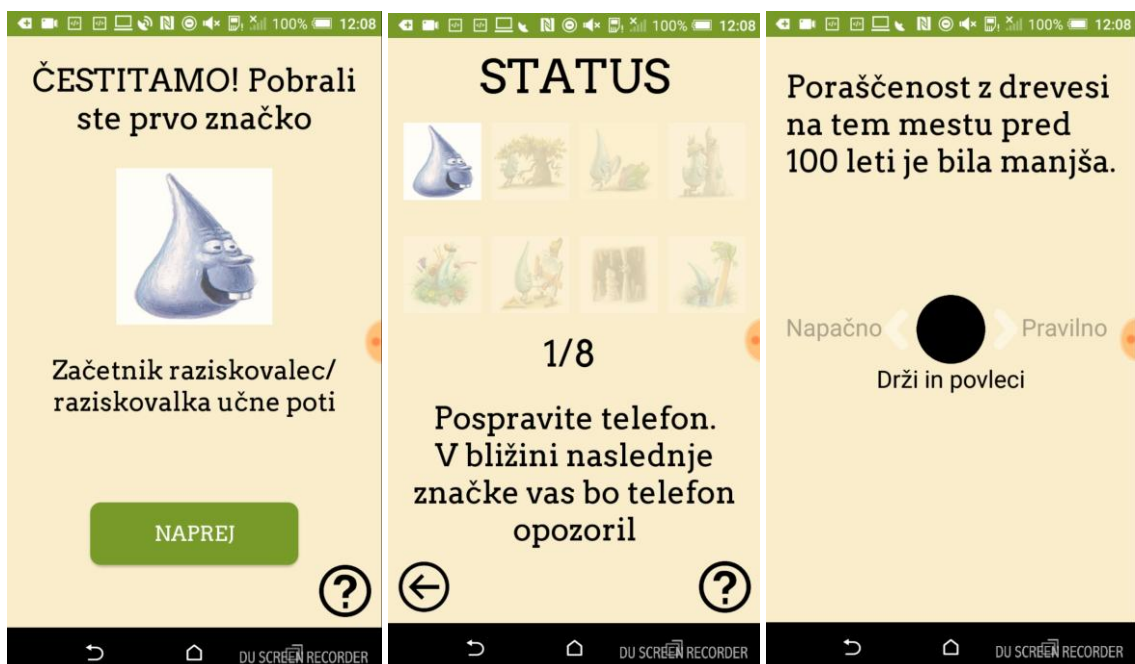 100% 12:08
ČESTITAMO! Pobrali
ste prvo značko
Začetnik raziskovalec/
raziskovalka učne poti
NAPREJ
?
DU SCREEN RECORDER
100% 12:08
STATUS
1/8
Pospravite telefon.
V bližini naslednje
značke vas bo telefon
opozoril
?
DU SCREEN RECORDER
100% 12:08
Poraščenost z drevesi
na tem mestu pred
100 leti je bila manjša.
Napačno Pravilno
Drži in povleci
DU SCREEN RECORDER